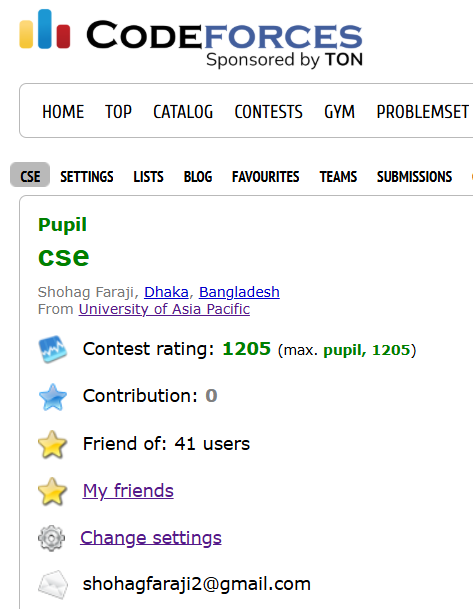 CODEFORCES
Sponsored by TON
HOME TOP CATALOG CONTESTS GYM PROBLEMSET
CSE SETTINGS LISTS BLOG FAVOURITES TEAMS SUBMISSIONS
Pupil
cse
Shohag Faraji, Dhaka, Bangladesh
From University of Asia Pacific
Contest rating: 1205 (max. pupil, 1205)
Contribution: 0
Friend of: 41 users
My friends
Change settings
shohagfaraji2@gmail.com